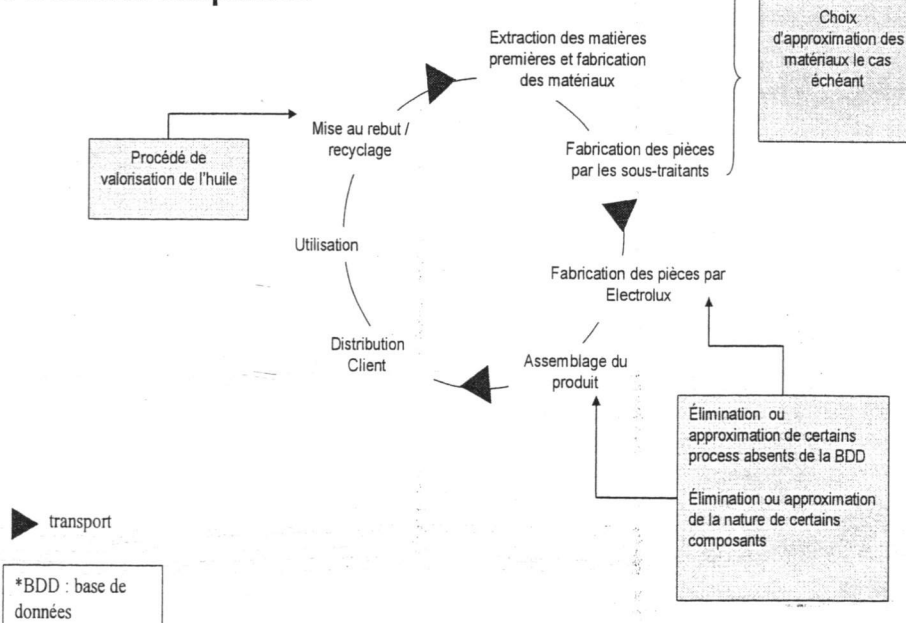 Choix
d'approximation des
matériaux le cas
échéant
Extraction des matières
premières et fabrication
des matériaux
Mise au rebut /
recyclage
Procédé de
valorisation de l'huile
Fabrication des pièces
par les sous-traitants
Utilisation
Fabrication des pièces par
Electrolux
Distribution
Client
Assemblage du
produit
Élimination ou
approximation de certains
process absents de la BDD
Élimination ou approximation
de la nature de certains
composants
transport
*BDD : base de
données